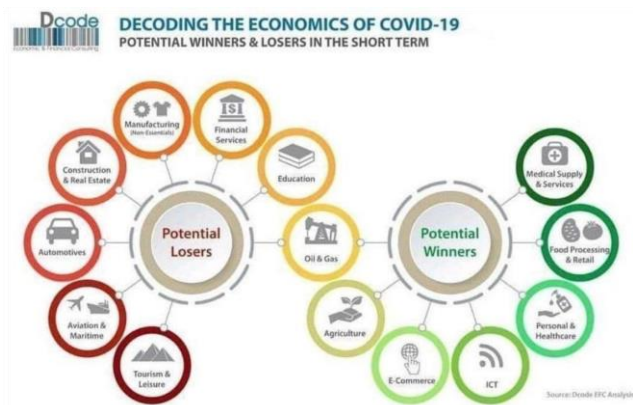 Dcode
Economic & Financial Consulting
DECODING THE ECONOMICS OF COVID-19
POTENTIAL WINNERS & LOSERS IN THE SHORT TERM
Manufacturing
(Non-Essentials)
Financial
Services
Construction
& Real Estate
Education
Medical Supply
& Services
Automotives
Potential
Losers
Oil & Gas
Potential
Winners
Food Processing
& Retail
Aviation &
Maritime
Agriculture
Personal &
Healthcare
Tourism &
Leisure
E-Commerce
ICT
Source: Dcode EFC Analysis